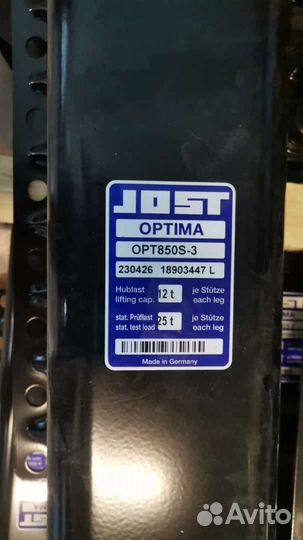 JOST
OPTIMA
OPT850S-3
230426 18903447 L
Hublast 12 t je Stütze
lifting cap. each leg
stat. Prüflast 25 t je Stütze
stat. test load each leg
Made in Germany
JOST
Avito